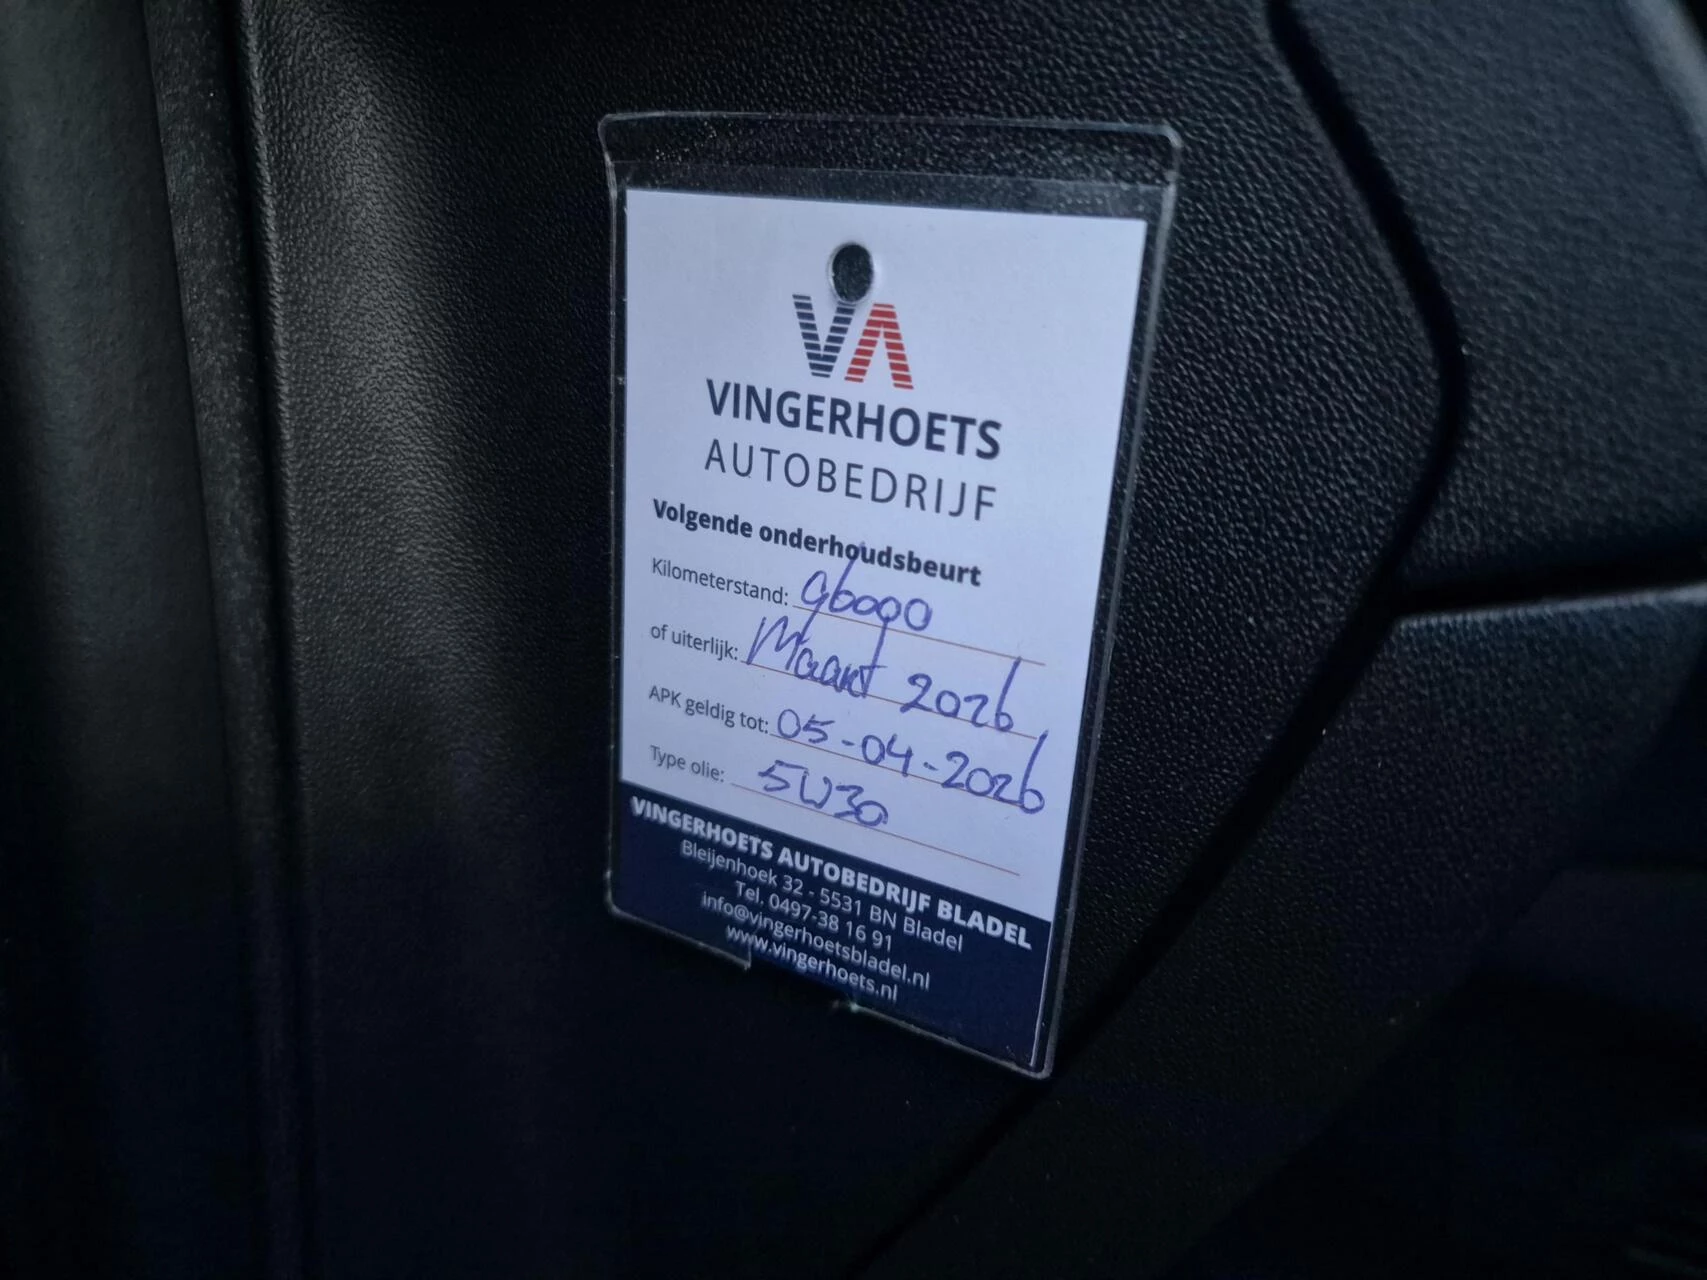 VA
VINGERHOETS
AUTOBEDRIJF
Volgende onderhoudsbeurt
Kilometerstand: 96090
of uiterlijk: Maart 2026
APK geldig tot: 05-04-2026
Type olie: 5W30
VINGERHOETS AUTOBEDRIJF BLADEL
Bleijenhoek 32 - 5531 BN Bladel
Tel. 0497-38 16 91
info@vingerhoetsbladel.nl
www.vingerhoets.nl